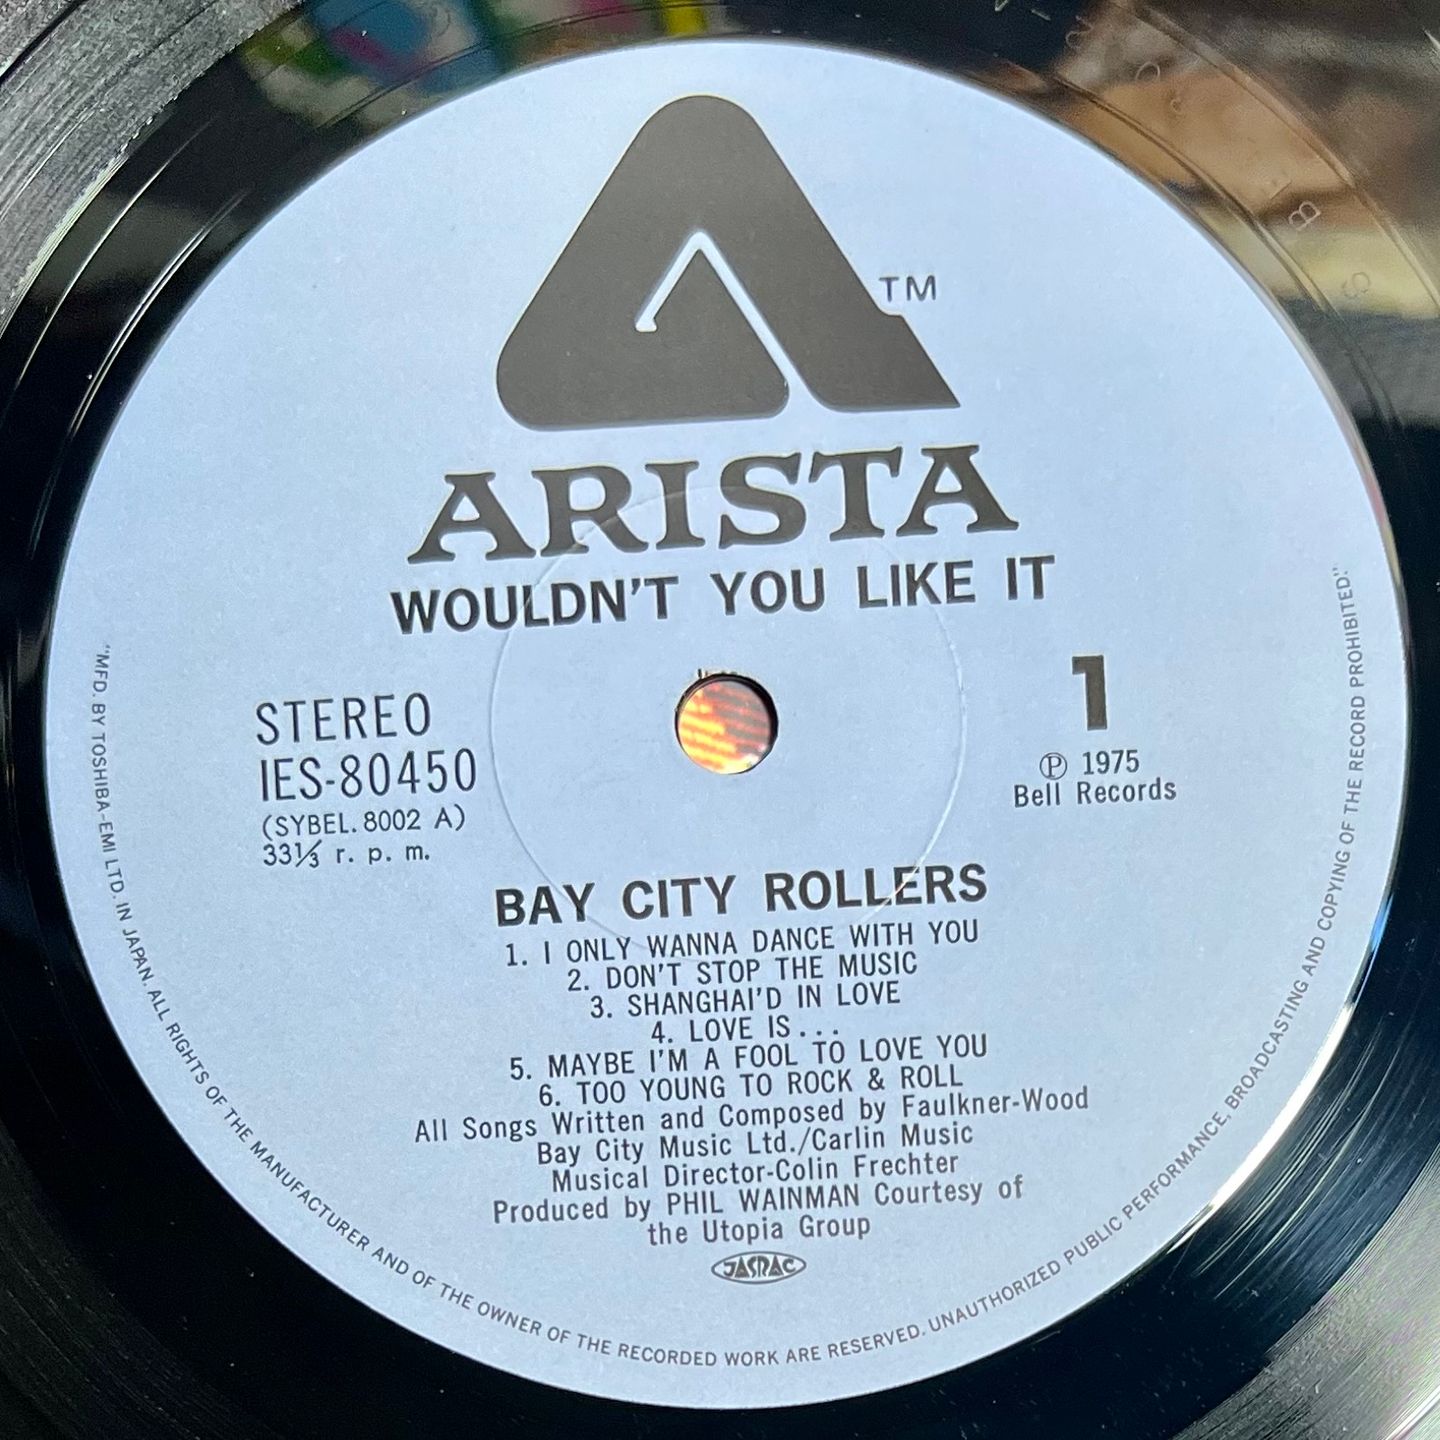 TM
ARISTA
WOULDN'T YOU LIKE IT
1
STEREO
IES-80450
(SYBEL. 8002 A)
33⅓ r. p. m.
Ⓟ 1975
Bell Records
BAY CITY ROLLERS
1. I ONLY WANNA DANCE WITH YOU
2. DON'T STOP THE MUSIC
3. SHANGHAI'D IN LOVE
4. LOVE IS...
5. MAYBE I'M A FOOL TO LOVE YOU
6. TOO YOUNG TO ROCK & ROLL
All Songs Written and Composed by Faulkner-Wood
Bay City Music Ltd./Carlin Music
Musical Director-Colin Frechter
Produced by PHIL WAINMAN Courtesy of
the Utopia Group
JASRAC
"MFD. BY TOSHIBA-EMI LTD. IN JAPAN. ALL RIGHTS OF THE MANUFACTURER AND OF THE OWNER OF THE RECORDED WORK ARE RESERVED. UNAUTHORIZED PUBLIC PERFORMANCE, BROADCASTING AND COPYING OF THE RECORD PROHIBITED."